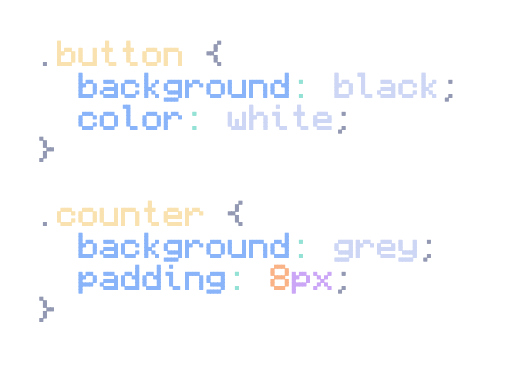 .button {
  background: black;
  color: white;
}

.counter {
  background: grey;
  padding: 8px;
}